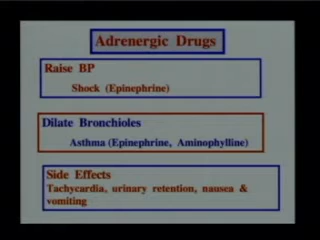 Adrenergic Drugs
Raise BP
Shock (Epinephrine)
Dilate Bronchioles
Asthma (Epinephrine, Aminophylline)
Side Effects
Tachycardia, urinary retention, nausea &
vomiting